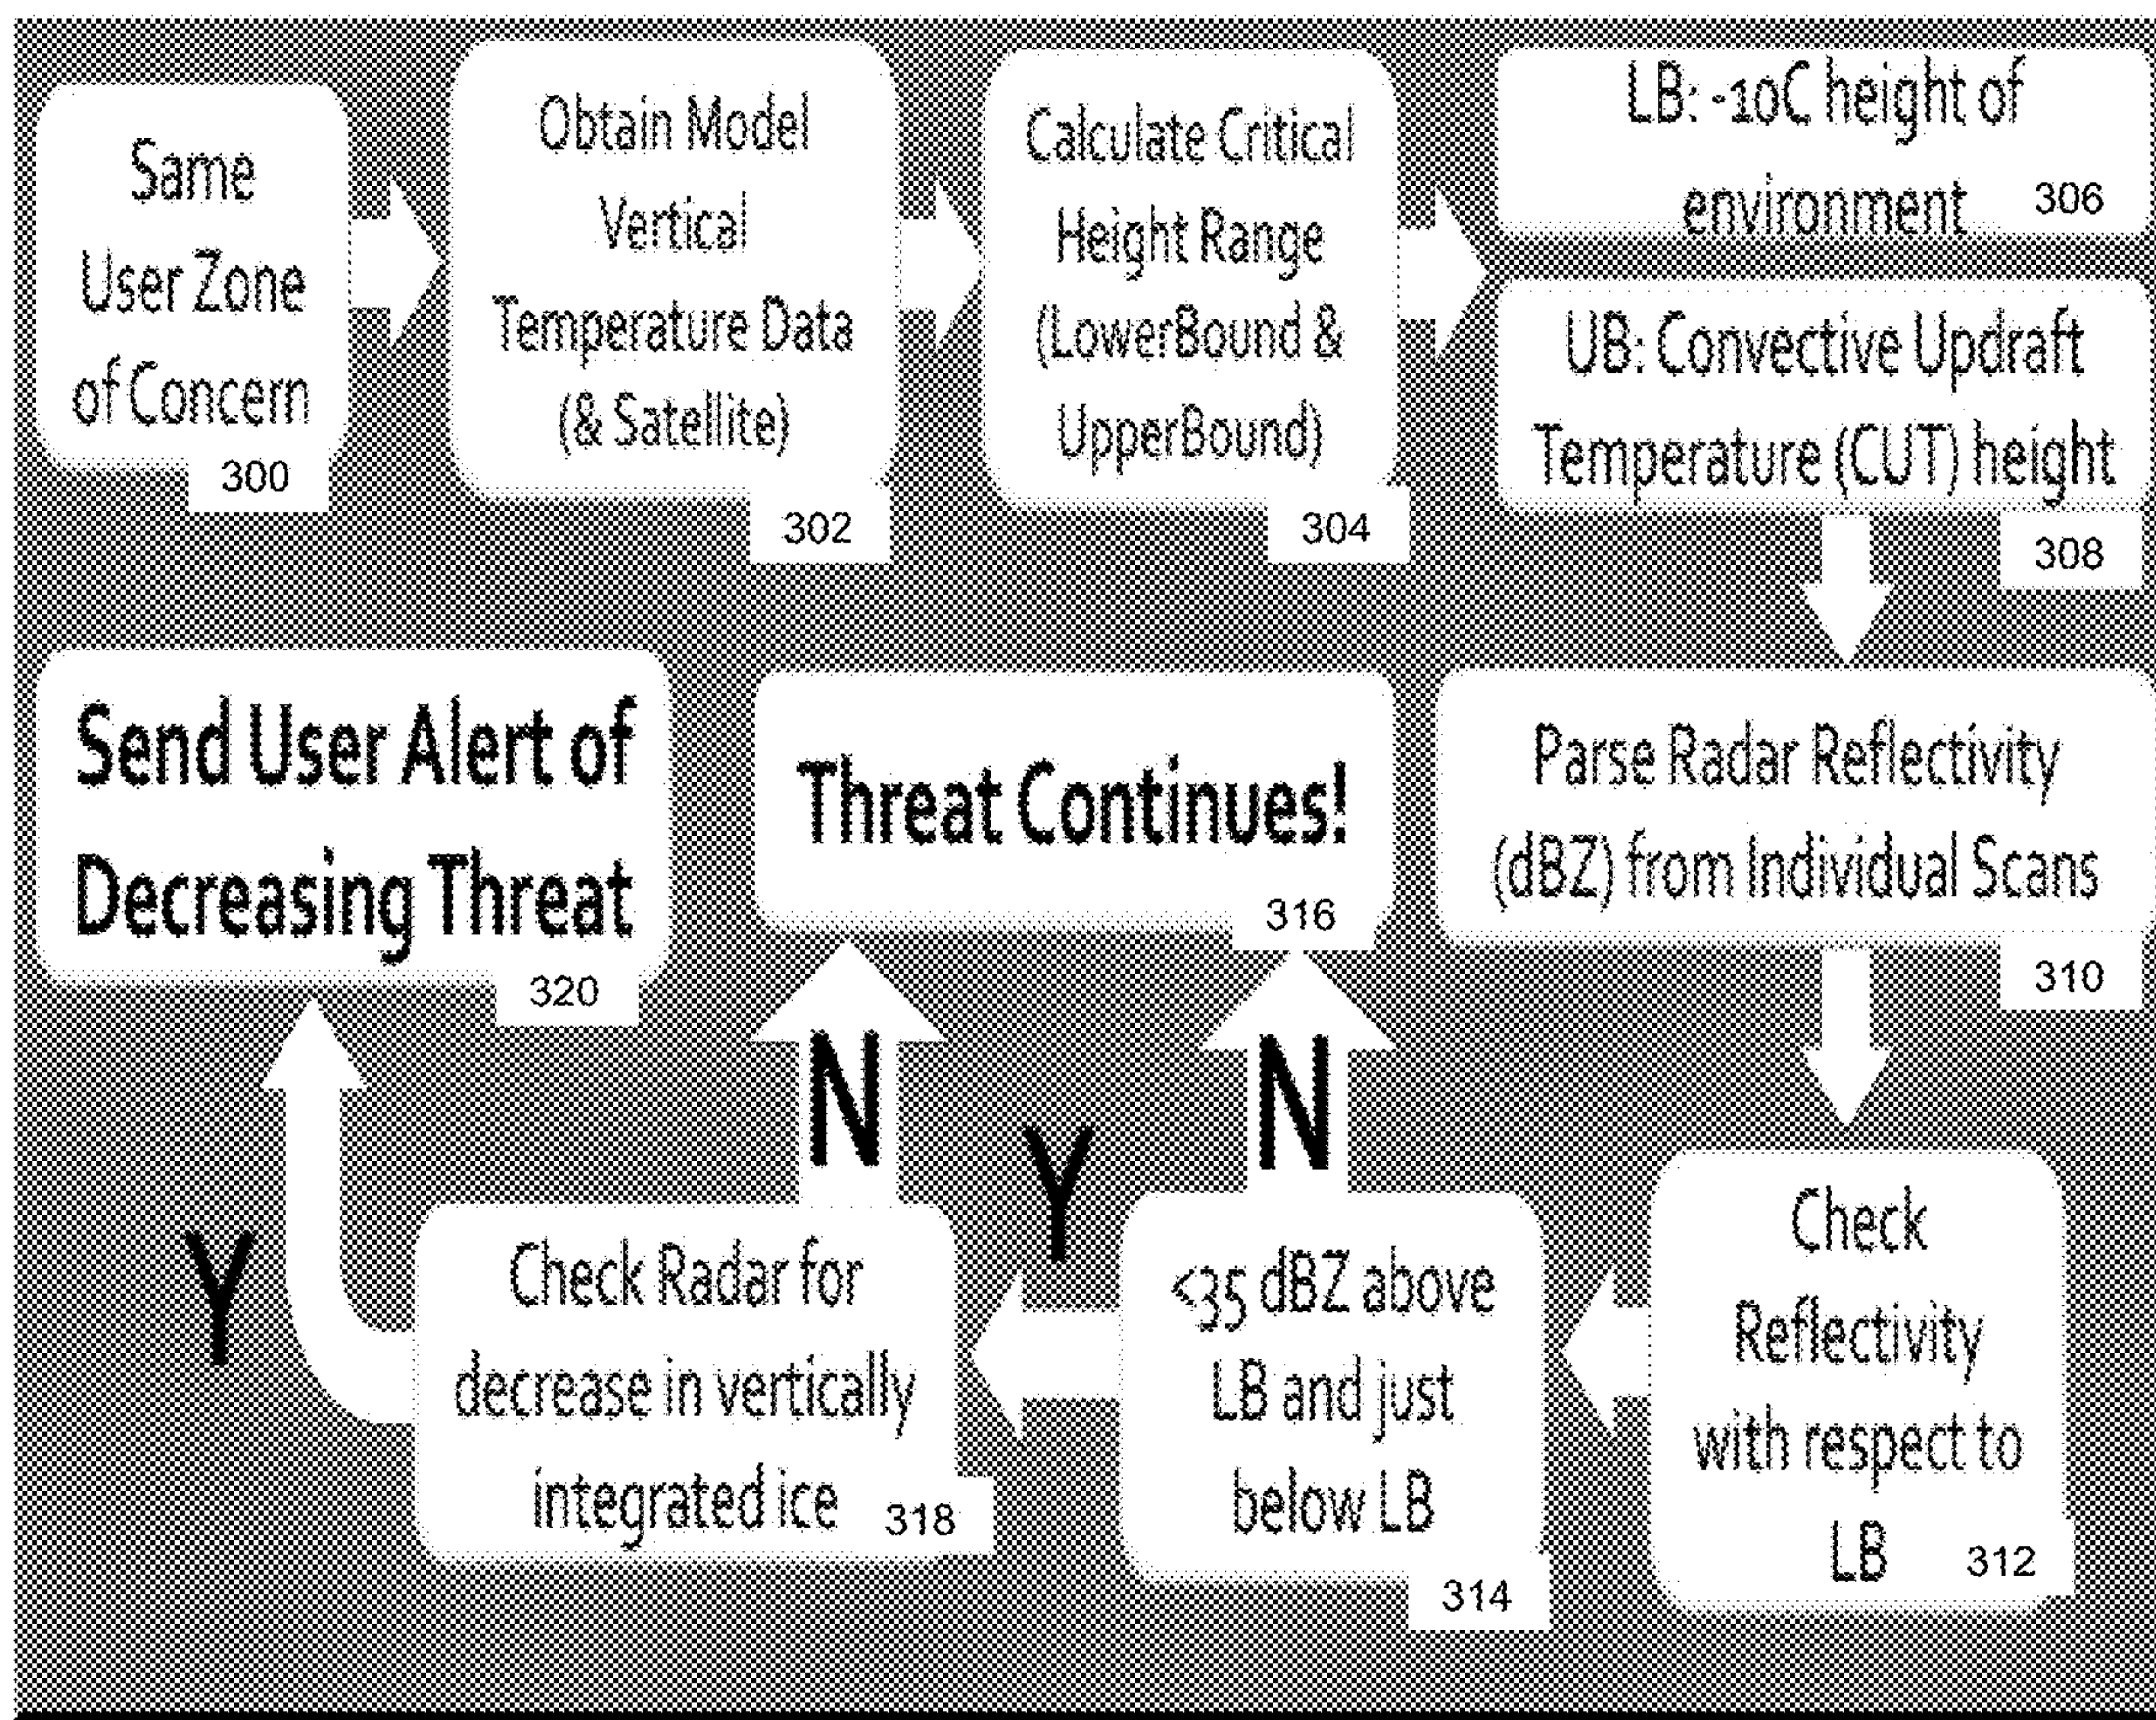 Same
User Zone
of Concern
300
Obtain Model
Vertical
Temperature Data
(& Satellite)
302
Calculate Critical
Height Range
(LowerBound &
UpperBound)
304
LB: -10C height of
environment
306
UB: Convective Updraft
Temperature (CUT) height
308
Parse Radar Reflectivity
(dBZ) from Individual Scans
310
Check
Reflectivity
with respect to
LB
312
<35 dBZ above
LB and just
below LB
314
N
Y
Threat Continues!
316
Check Radar for
decrease in vertically
integrated ice
318
N
Y
Send User Alert of
Decreasing Threat
320